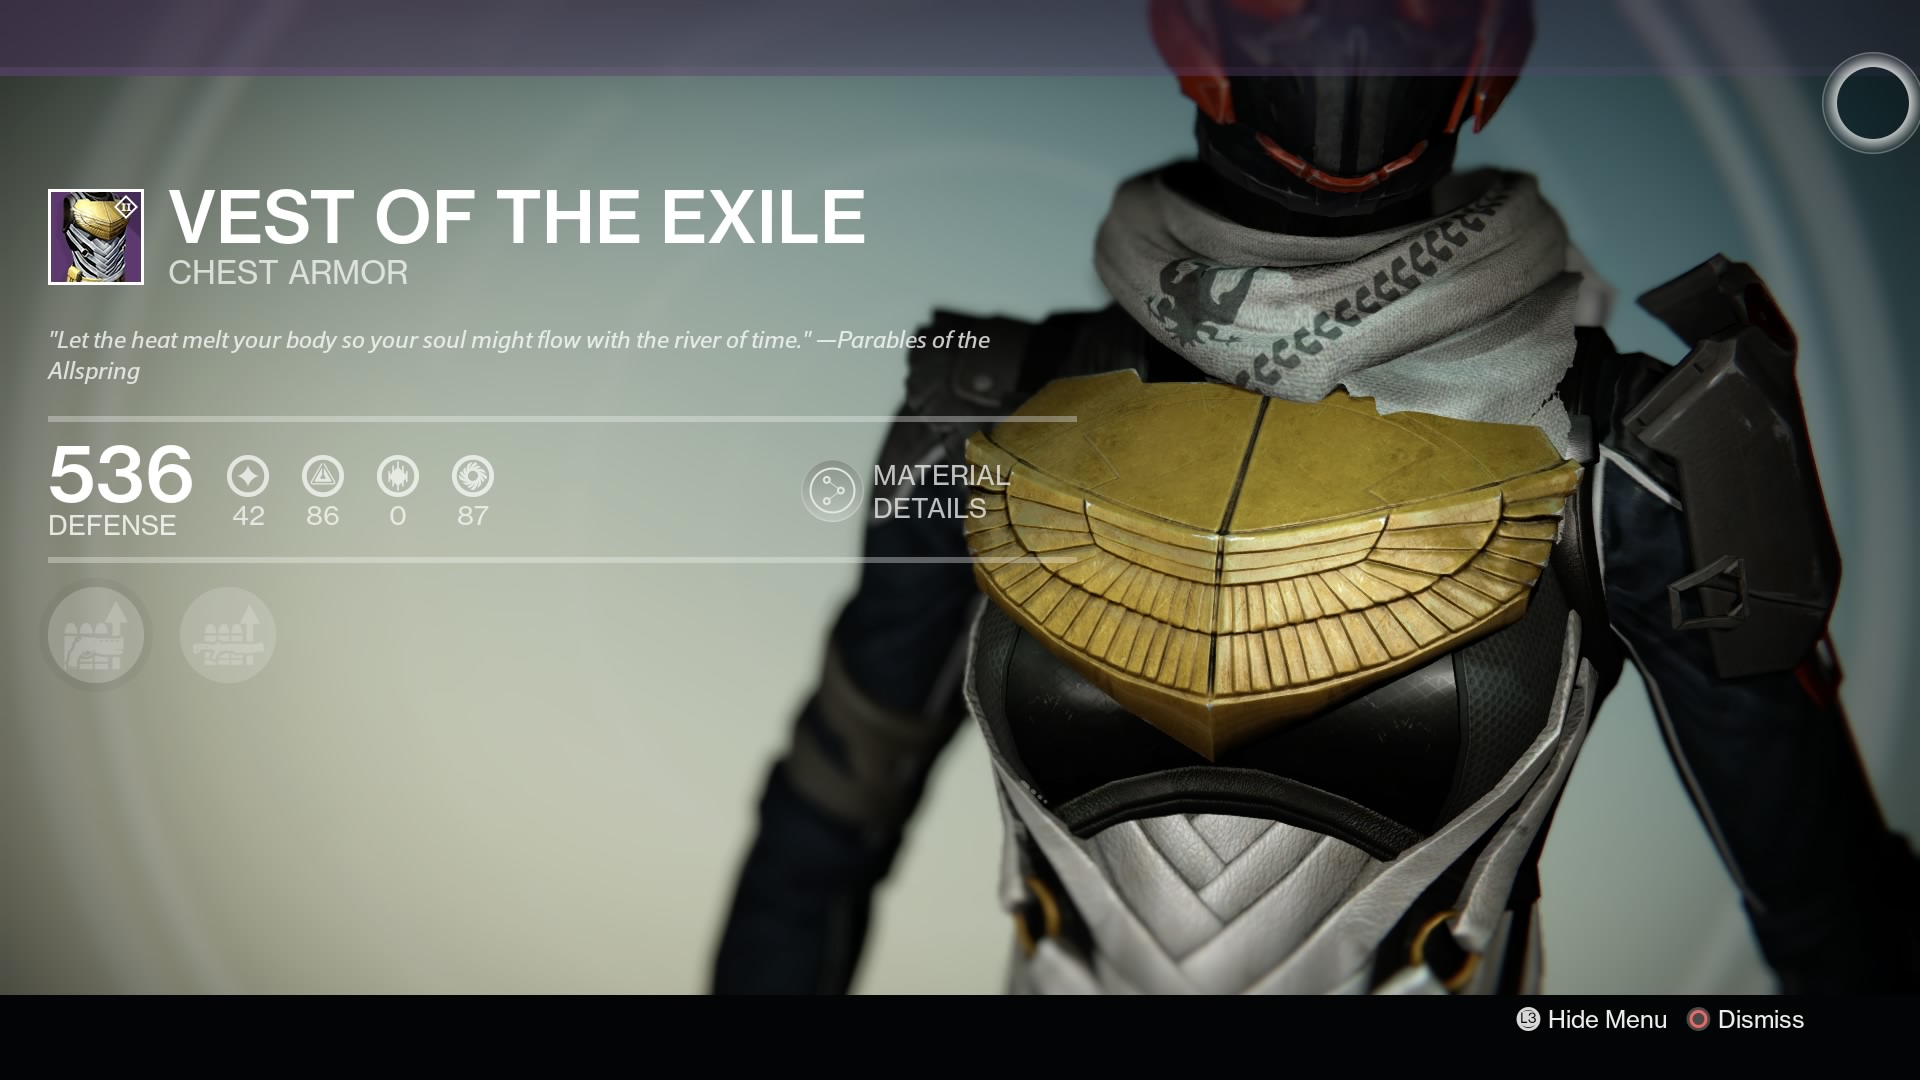 VEST OF THE EXILE
CHEST ARMOR
"Let the heat melt your body so your soul might flow with the river of time." —Parables of the
Allspring
536
DEFENSE
42 86 0 87
MATERIAL
DETAILS
L3 Hide Menu Dismiss